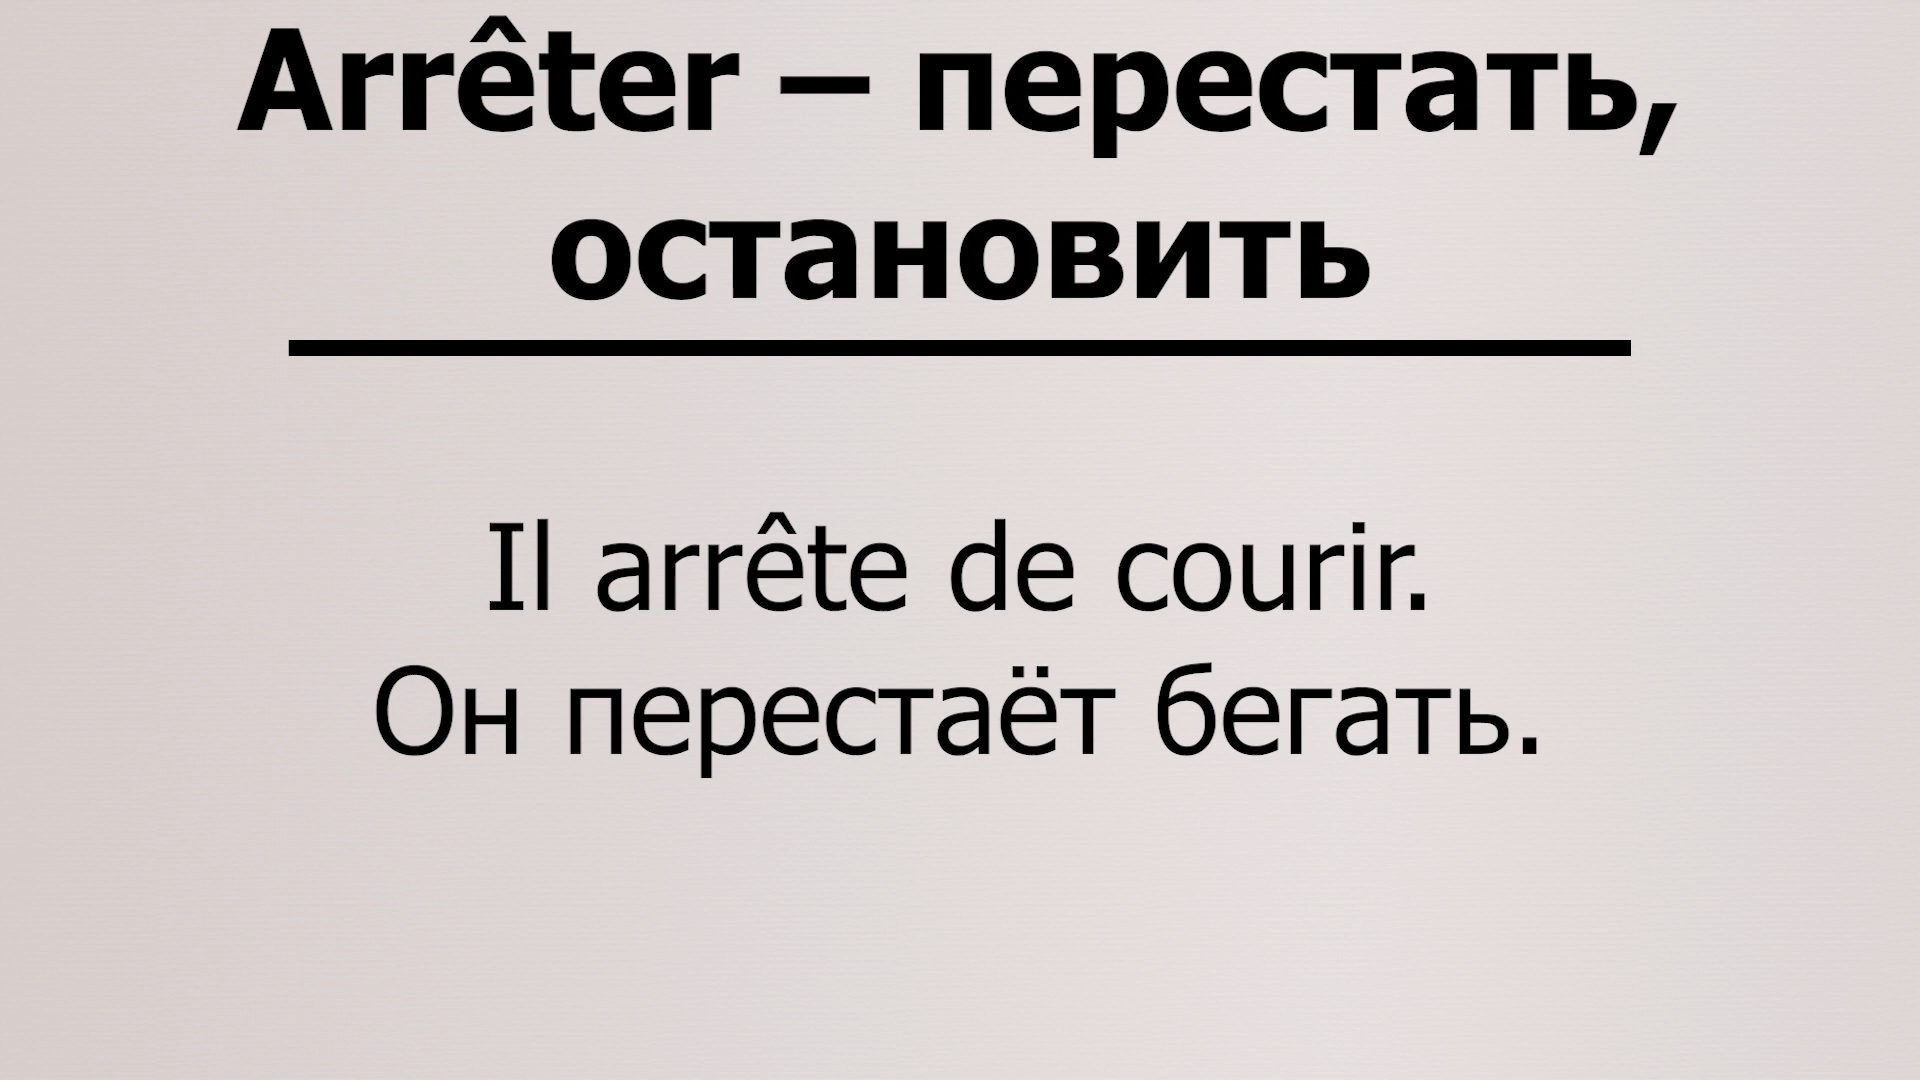 Arrêter – перестать,
остановить
Il arrête de courir.
Он перестаёт бегать.